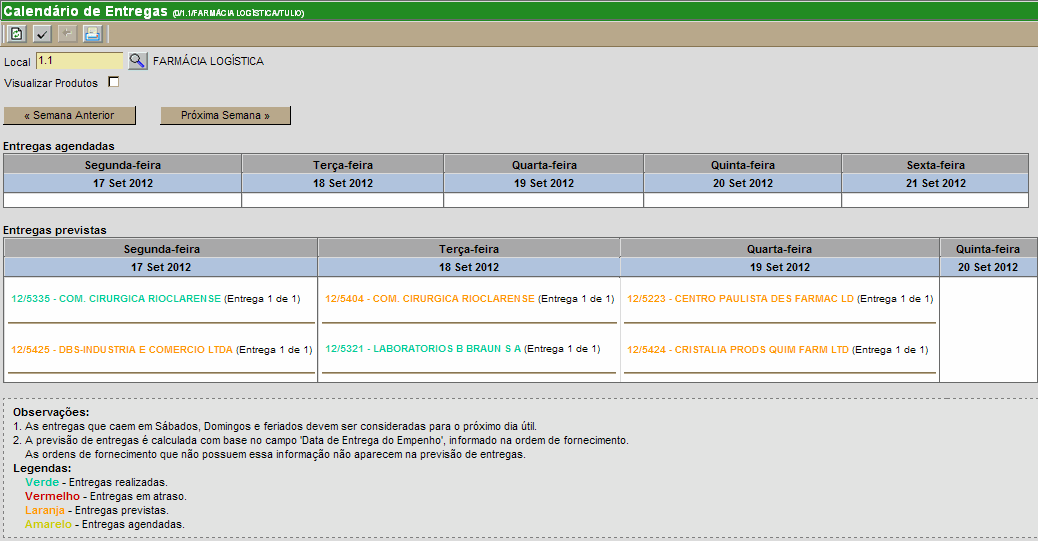 Calendário de Entregas (D/1.1/FARMÁCIA LOGÍSTICA/TULIO)
Local 1.1 FARMÁCIA LOGÍSTICA
Visualizar Produtos
« Semana Anterior Próxima Semana »
Entregas agendadas
Segunda-feira Terça-feira Quarta-feira Quinta-feira Sexta-feira
17 Set 2012 18 Set 2012 19 Set 2012 20 Set 2012 21 Set 2012
Entregas previstas
Segunda-feira Terça-feira Quarta-feira Quinta-feira
17 Set 2012 18 Set 2012 19 Set 2012 20 Set 2012
12/5335 - COM. CIRURGICA RIOCLARENSE (Entrega 1 de 1) 12/5404 - COM. CIRURGICA RIOCLARENSE (Entrega 1 de 1) 12/5223 - CENTRO PAULISTA DES FARMAC LD (Entrega 1 de 1)
12/5425 - DBS-INDUSTRIA E COMERCIO LTDA (Entrega 1 de 1) 12/5321 - LABORATORIOS B BRAUN S A (Entrega 1 de 1) 12/5424 - CRISTALIA PRODS QUIM FARM LTD (Entrega 1 de 1)
Observações:
1. As entregas que caem em Sábados, Domingos e feriados devem ser consideradas para o próximo dia útil.
2. A previsão de entregas é calculada com base no campo 'Data de Entrega do Empenho', informado na ordem de fornecimento.
As ordens de fornecimento que não possuem essa informação não aparecem na previsão de entregas.
Legendas:
Verde - Entregas realizadas.
Vermelho - Entregas em atraso.
Laranja - Entregas previstas.
Amarelo - Entregas agendadas.